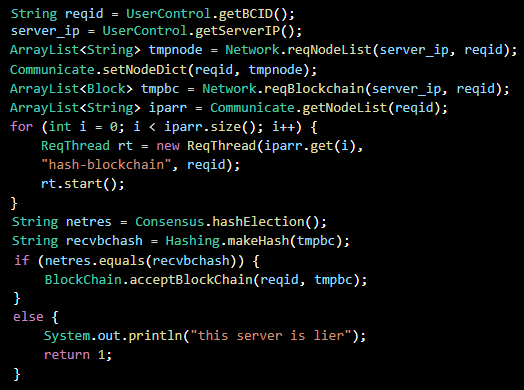 String reqid = UserControl.getBCID();
server_ip = UserControl.getServerIP();
ArrayList<String> tmpnode = Network.reqNodeList(server_ip, reqid);
Communicate.setNodeDict(reqid, tmpnode);
ArrayList<Block> tmpbc = Network.reqBlockchain(server_ip, reqid);
ArrayList<String> iparr = Communicate.getNodeList(reqid);
for (int i = 0; i < iparr.size(); i++) {
    ReqThread rt = new ReqThread(iparr.get(i),
    "hash-blockchain", reqid);
    rt.start();
}
String netres = Consensus.hashElection();
String recvbchash = Hashing.makeHash(tmpbc);
if (netres.equals(recvbchash)) {
    BlockChain.acceptBlockChain(reqid, tmpbc);
}
else {
    System.out.println("this server is lier");
    return 1;
}